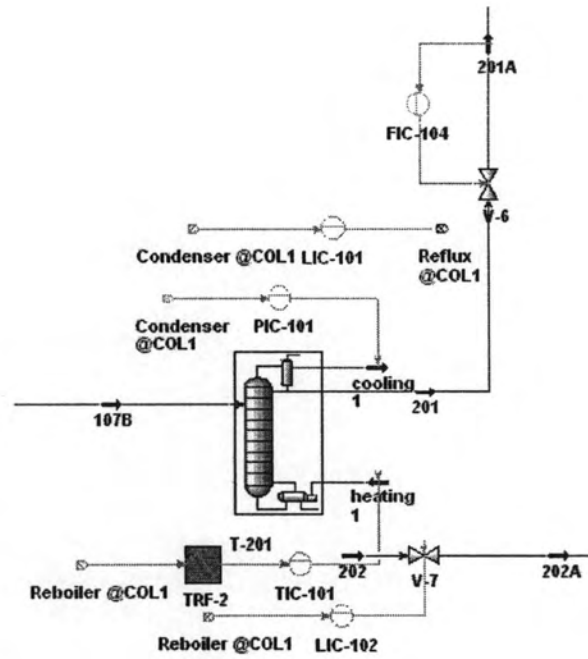 201A
FIC-104
V-6
Condenser @COL1 LIC-101
Reflux
@COL1
Condenser
@COL1
PIC-101
cooling
1
201
107B
heating
1
T-201
202
V-7
202A
Reboiler @COL1
TRF-2
TIC-101
Reboiler @COL1
LIC-102